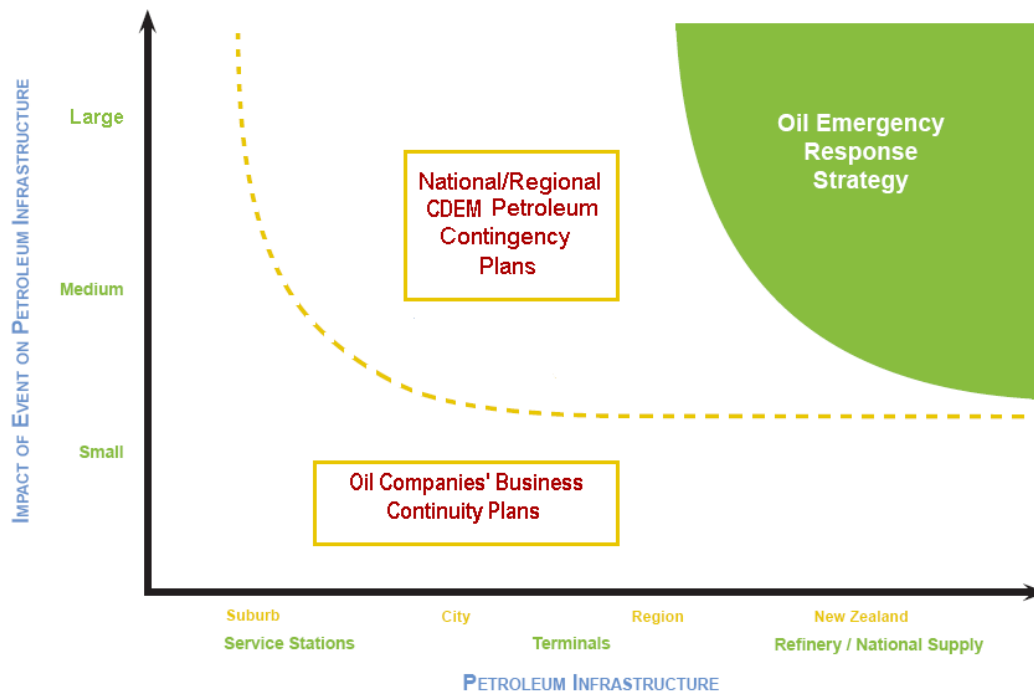 IMPACT OF EVENT ON PETROLEUM INFRASTRUCTURE
Large
Medium
Small
National/Regional
CDEM Petroleum
Contingency
Plans
Oil Emergency
Response
Strategy
Oil Companies' Business
Continuity Plans
Suburb City Region New Zealand
Service Stations Terminals Refinery / National Supply
PETROLEUM INFRASTRUCTURE